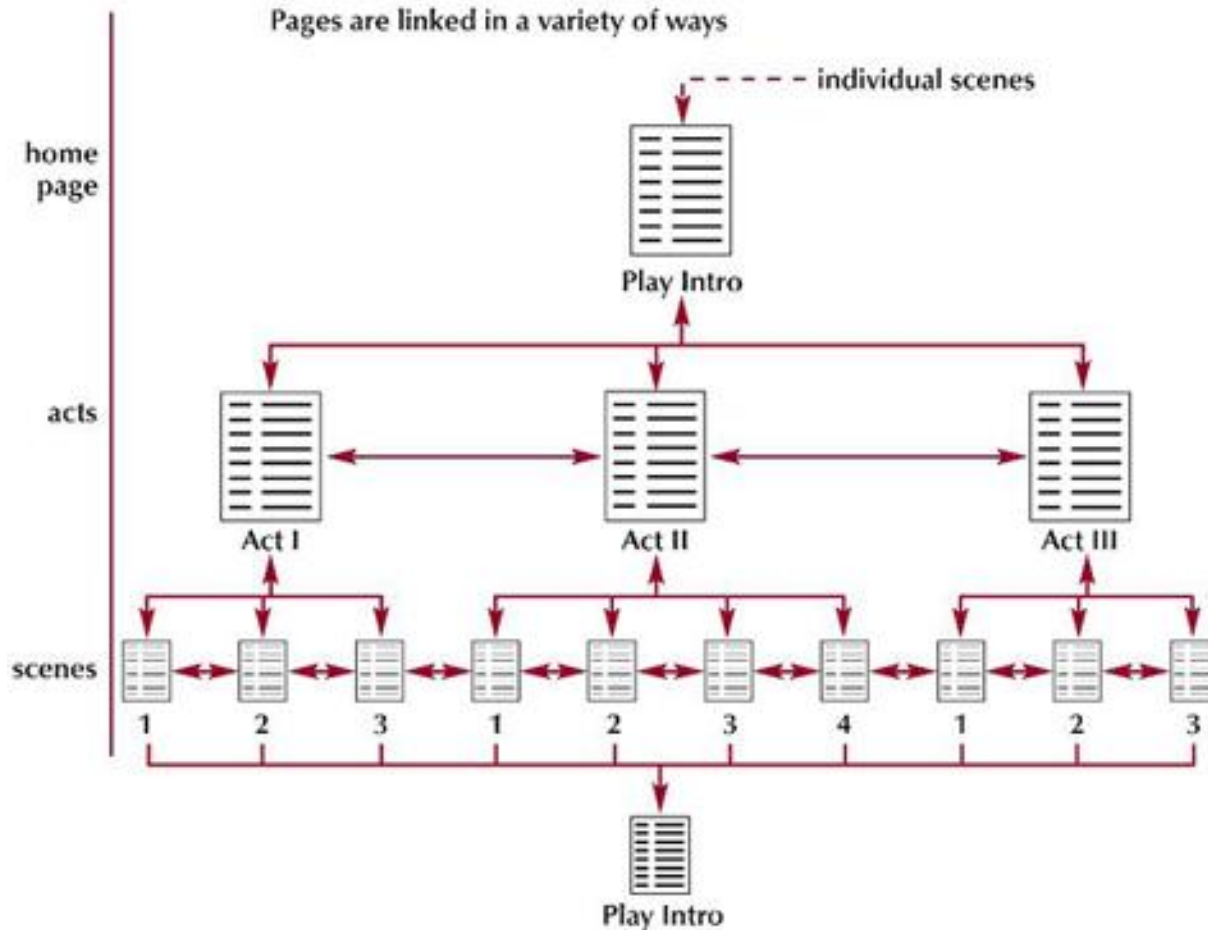 Pages are linked in a variety of ways
individual scenes
home
page
Play Intro
acts
Act I
Act II
Act III
scenes
1 2 3 1 2 3 4 1 2 3
Play Intro